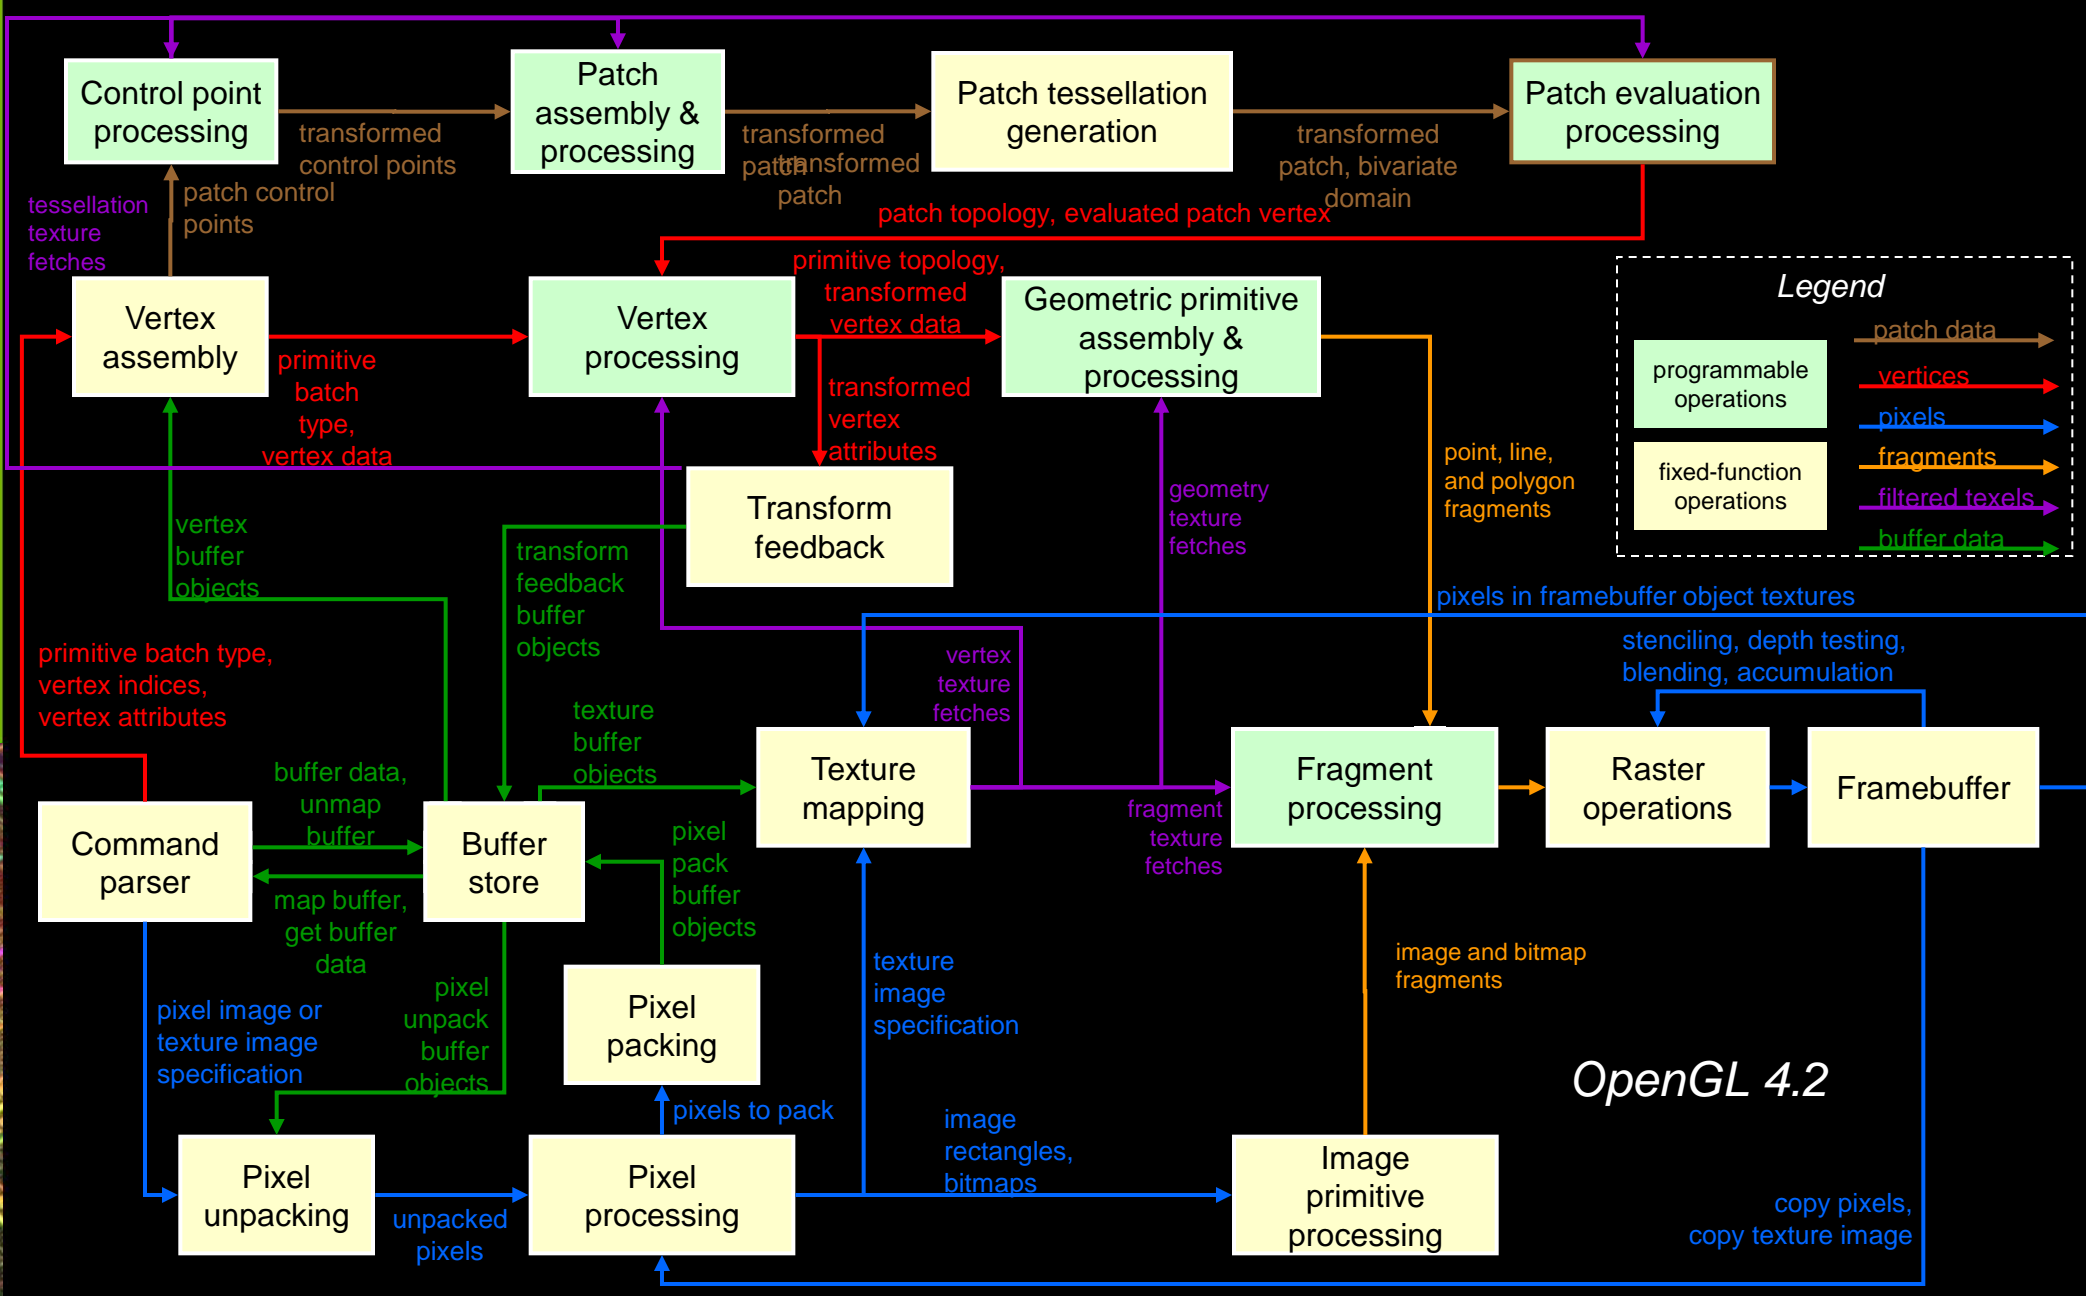 Control point
processing
transformed
control points
Patch
assembly &
processing
transformed
patch
transformed
patch
Patch tessellation
generation
transformed
patch, bivariate
domain
Patch evaluation
processing
tessellation
texture
fetches
patch control
points
patch topology, evaluated patch vertex
Vertex
assembly
primitive
batch
type,
vertex data
Vertex
processing
primitive topology,
transformed
vertex data
Geometric primitive
assembly &
processing
transformed
vertex
attributes
Legend
programmable
operations
fixed-function
operations
patch data
vertices
pixels
fragments
filtered texels
buffer data
point, line,
and polygon
fragments
geometry
texture
fetches
Transform
feedback
vertex
buffer
objects
transform
feedback
buffer
objects
pixels in framebuffer object textures
stenciling, depth testing,
blending, accumulation
primitive batch type,
vertex indices,
vertex attributes
vertex
texture
fetches
texture
buffer
objects
buffer data,
unmap
buffer
Command
parser
Buffer
store
map buffer,
get buffer
data
pixel
pack
buffer
objects
Texture
mapping
fragment
texture
fetches
Fragment
processing
Raster
operations
Framebuffer
pixel image or
texture image
specification
pixel
unpack
buffer
objects
Pixel
packing
texture
image
specification
image and bitmap
fragments
OpenGL 4.2
pixels to pack
Pixel
unpacking
unpacked
pixels
Pixel
processing
image
rectangles,
bitmaps
Image
primitive
processing
copy pixels,
copy texture image